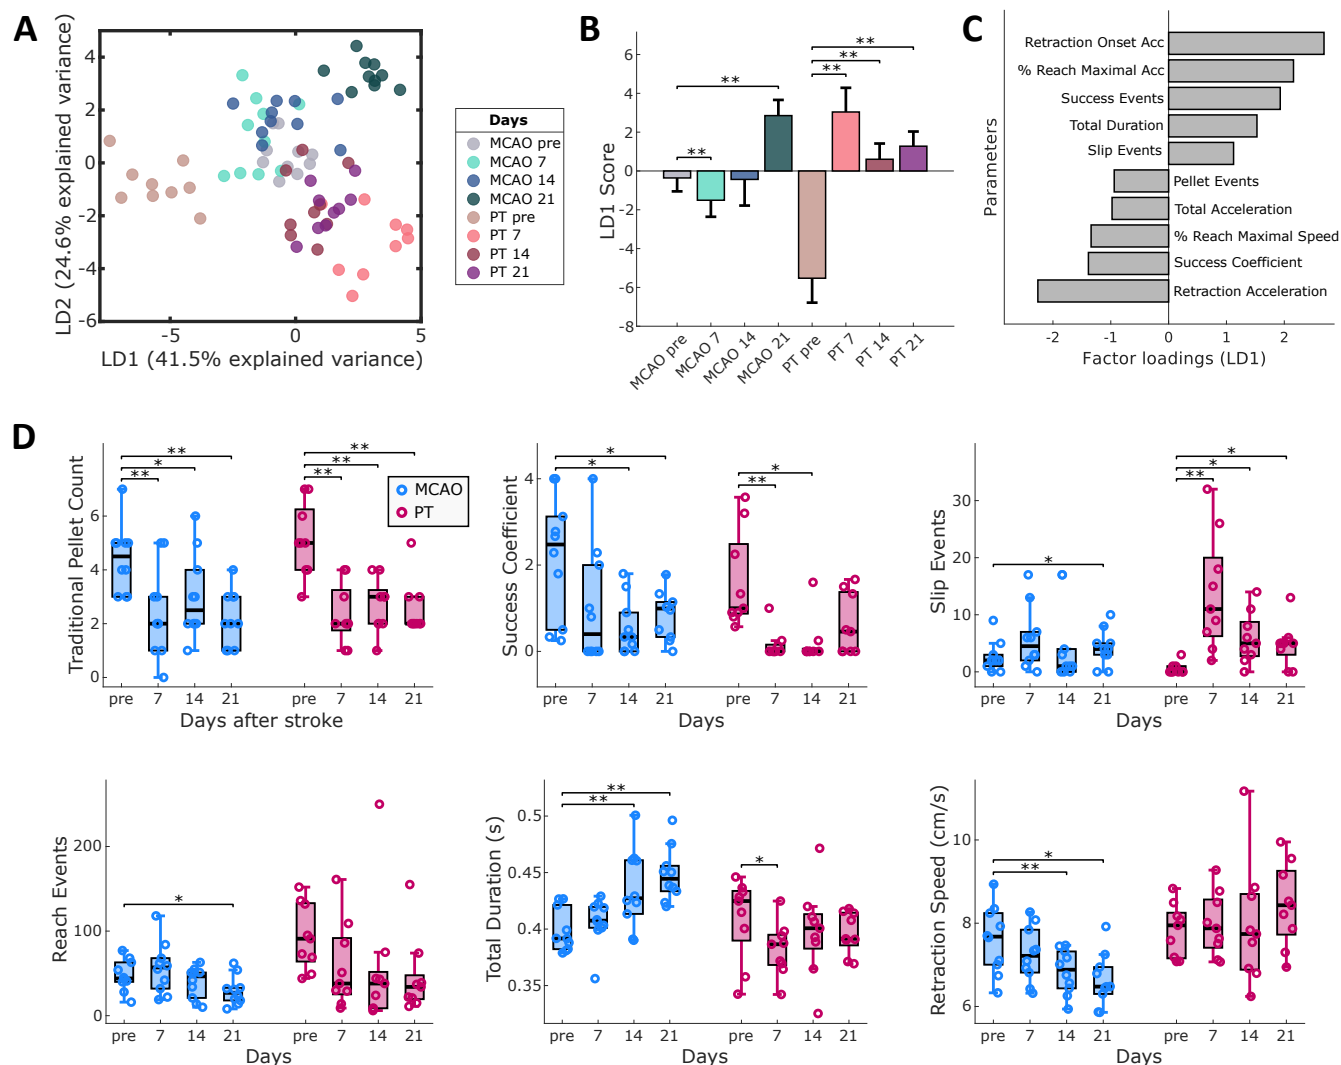 A
LD2 (24.6% explained variance)
4
2
0
-2
-4
-6
-5
0
5
LD1 (41.5% explained variance)
Days
MCAO pre
MCAO 7
MCAO 14
MCAO 21
PT pre
PT 7
PT 14
PT 21
B
LD1 Score
6
4
2
0
-2
-4
-6
-8
**
**
**
**
**
MCAO pre
MCAO 7
MCAO 14
MCAO 21
PT pre
PT 7
PT 14
PT 21
C
Parameters
Retraction Onset Acc
% Reach Maximal Acc
Success Events
Total Duration
Slip Events
Pellet Events
Total Acceleration
% Reach Maximal Speed
Success Coefficient
Retraction Acceleration
-2 -1 0 1 2
Factor loadings (LD1)
D
Traditional Pellet Count
6
4
2
0
**
*
**
**
**
**
MCAO
PT
pre 7 14 21 pre 7 14 21
Days after stroke
Success Coefficient
4
2
0
*
*
*
**
pre 7 14 21 pre 7 14 21
Days
Slip Events
30
20
10
0
*
*
*
**
pre 7 14 21 pre 7 14 21
Days
Reach Events
200
100
0
*
pre 7 14 21 pre 7 14 21
Days
Total Duration (s)
0.5
0.45
0.4
0.35
**
**
*
pre 7 14 21 pre 7 14 21
Days
Retraction Speed (cm/s)
10
8
6
*
**
pre 7 14 21 pre 7 14 21
Days